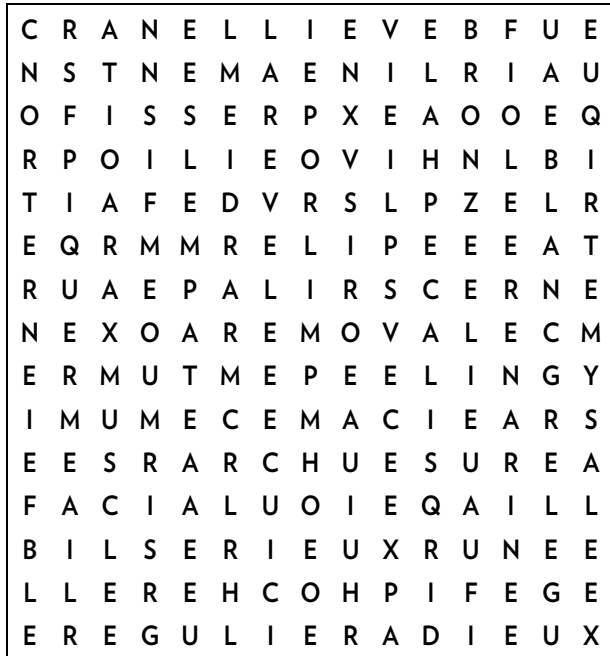 C R A N E L L I E V E B F U E
N S T N E M A E N I L R I A U
O F I S S E R P X E A O O E Q
R P O I L I E O V I H N L B I
T I A F E D V R S L P Z E L R
E Q R M M R E L I P E E E A T
R U A E P A L I R S C E R N E
N E X O A R E M O V A L E C M
E R M U T M E P E E L I N G Y
I M U M E C E M A C I E A R S
E E S R A R C H U E S U R E A
F A C I A L U O I E Q A I L L
B I L S E R I E U X R U N E E
L L E R E H C O H P I F E G E
E R E G U L I E R A D I E U X